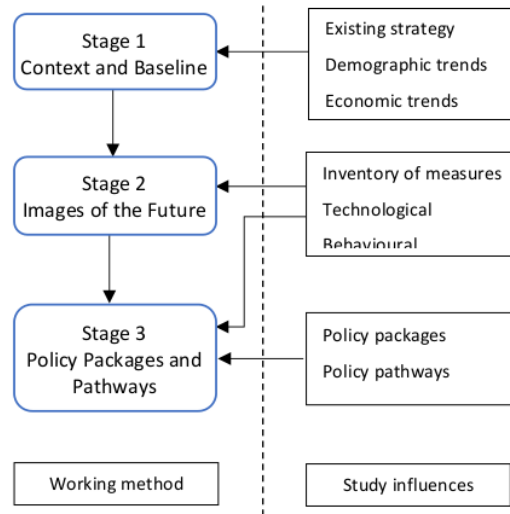 Stage 1
Context and Baseline
Existing strategy
Demographic trends
Economic trends
Stage 2
Images of the Future
Inventory of measures
Technological
Behavioural
Stage 3
Policy Packages and
Pathways
Policy packages
Policy pathways
Working method
Study influences